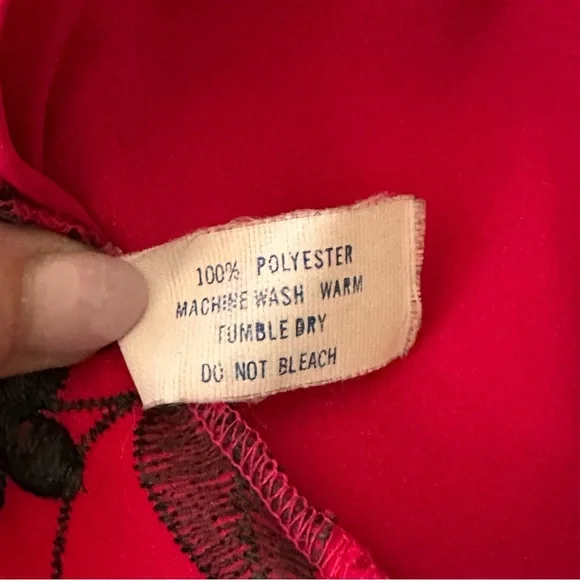 100% POLYESTER
MACHINE WASH WARM
TUMBLE DRY
DO NOT BLEACH